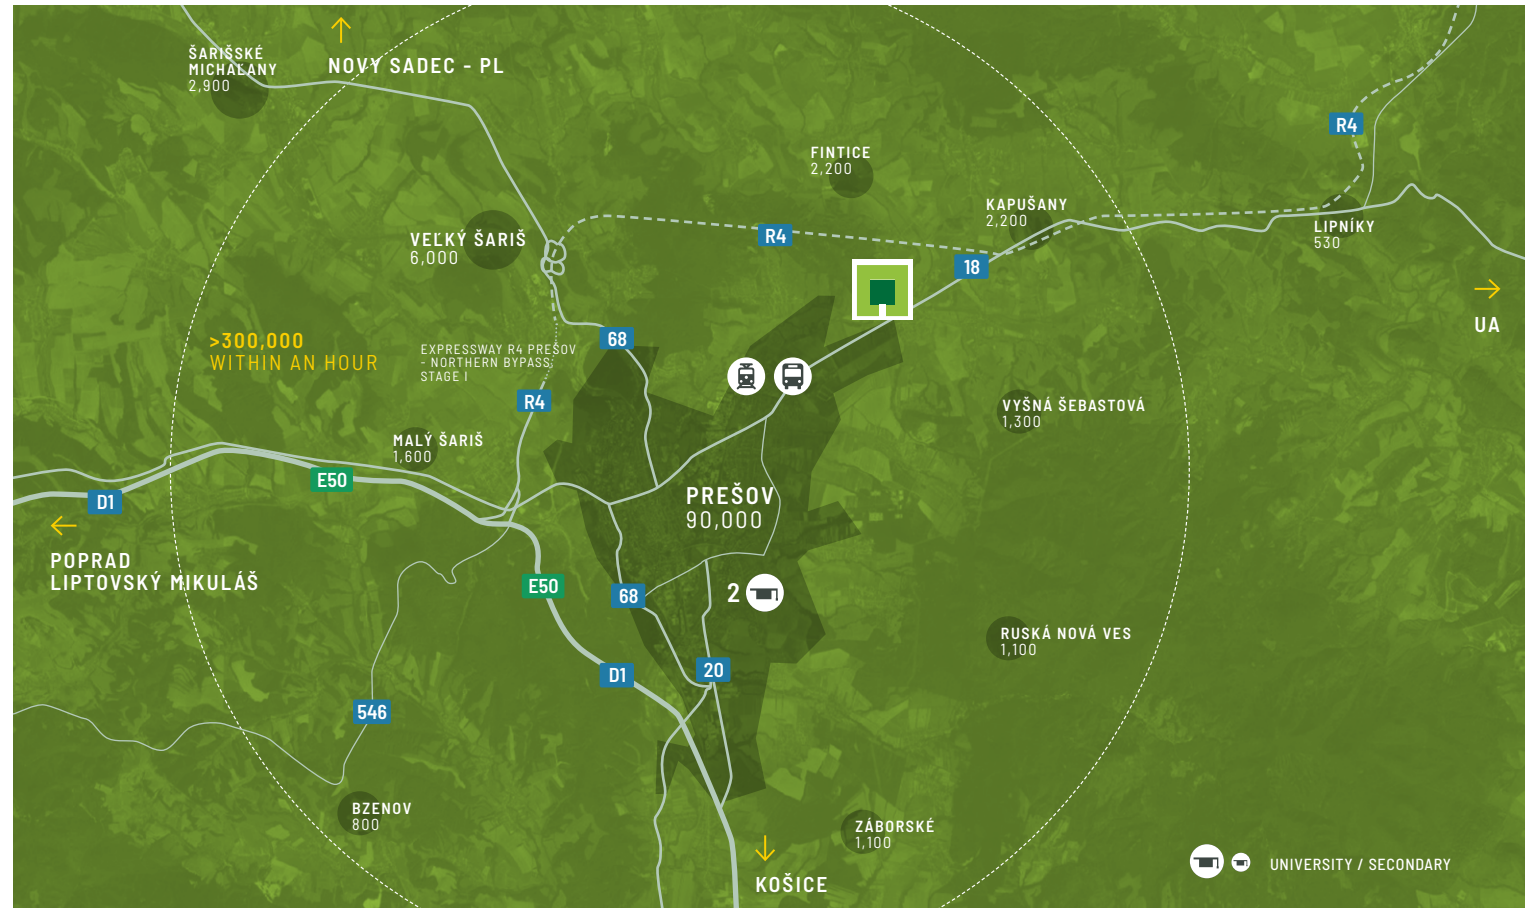 ŠARIŠSKÉ
MICHAĽANY
2,900
NOVÝ SADEC - PL
R4
FINTICE
2,200
KAPUŠANY
2,200
LIPNÍKY
530
VEĽKÝ ŠARIŠ
6,000
R4
18
UA
>300,000
WITHIN AN HOUR
EXPRESSWAY R4 PREŠOV
- NORTHERN BYPASS,
STAGE I
68
R4
VYŠNÁ ŠEBASTOVÁ
1,300
MALÝ ŠARIŠ
1,600
E50
D1
PREŠOV
90,000
POPRAD
LIPTOVSKÝ MIKULÁŠ
E50
68
2
RUSKÁ NOVÁ VES
1,100
D1
20
546
BZENOV
800
ZÁBORSKÉ
1,100
KOŠICE
UNIVERSITY / SECONDARY